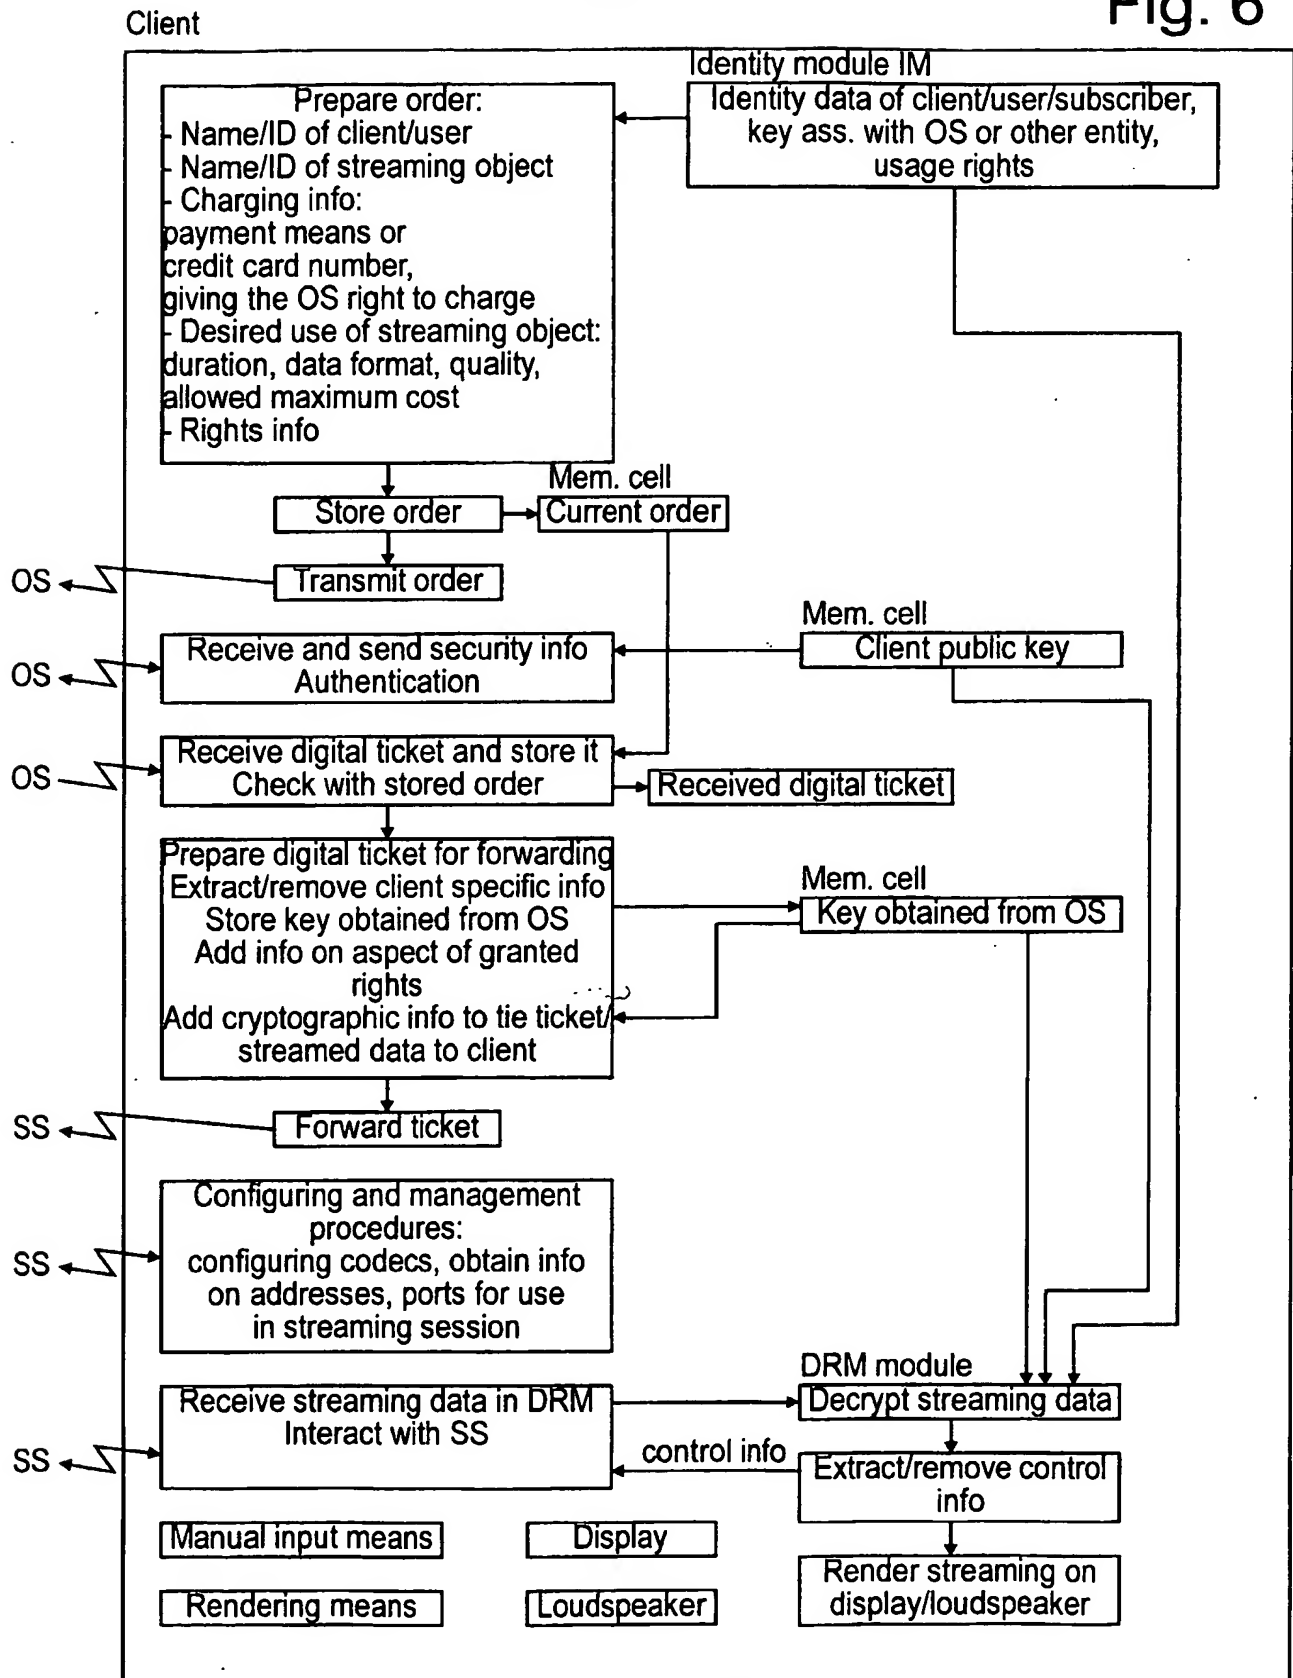 Fig. 6
Client
Identity module IM
Prepare order:
- Name/ID of client/user
- Name/ID of streaming object
- Charging info:
payment means or
credit card number,
giving the OS right to charge
- Desired use of streaming object:
duration, data format, quality,
allowed maximum cost
- Rights info
Identity data of client/user/subscriber,
key ass. with OS or other entity,
usage rights
Mem. cell
Store order
Current order
OS
Transmit order
Mem. cell
Client public key
OS
Receive and send security info
Authentication
OS
Receive digital ticket and store it
Check with stored order
Received digital ticket
Prepare digital ticket for forwarding
Extract/remove client specific info
Store key obtained from OS
Add info on aspect of granted
rights
Add cryptographic info to tie ticket/
streamed data to client
Mem. cell
Key obtained from OS
SS
Forward ticket
SS
Configuring and management
procedures:
configuring codecs, obtain info
on addresses, ports for use
in streaming session
DRM module
Decrypt streaming data
SS
Receive streaming data in DRM
Interact with SS
control info
Extract/remove control
info
Manual input means
Display
Render streaming on
display/loudspeaker
Rendering means
Loudspeaker